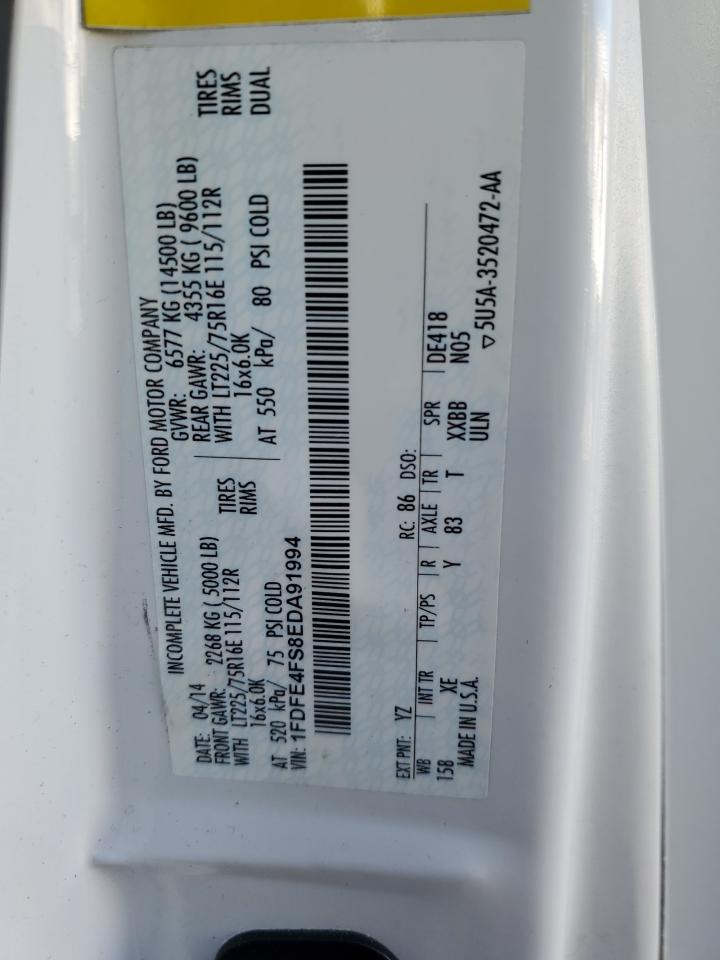 INCOMPLETE VEHICLE MFD. BY FORD MOTOR COMPANY
DATE: 04/14 GVWR: 6577 KG (14500 LB)
FRONT GAWR: 2268 KG ( 5000 LB) REAR GAWR: 4355 KG ( 9600 LB)
WITH LT225/75R16E 115/112R TIRES WITH LT225/75R16E 115/112R TIRES
16x6.0K RIMS 16x6.0K RIMS
AT 520 kPa/ 75 PSI COLD AT 550 kPa/ 80 PSI COLD DUAL
VIN: 1FDFE4FS8EDA91994
EXT PNT: YZ RC: 86 DSO:
WB INT TR TP/PS R AXLE TR SPR DE418
158 XE Y 83 T XXBB N05
MADE IN U.S.A. ULN
▽5U5A-3520472-AA